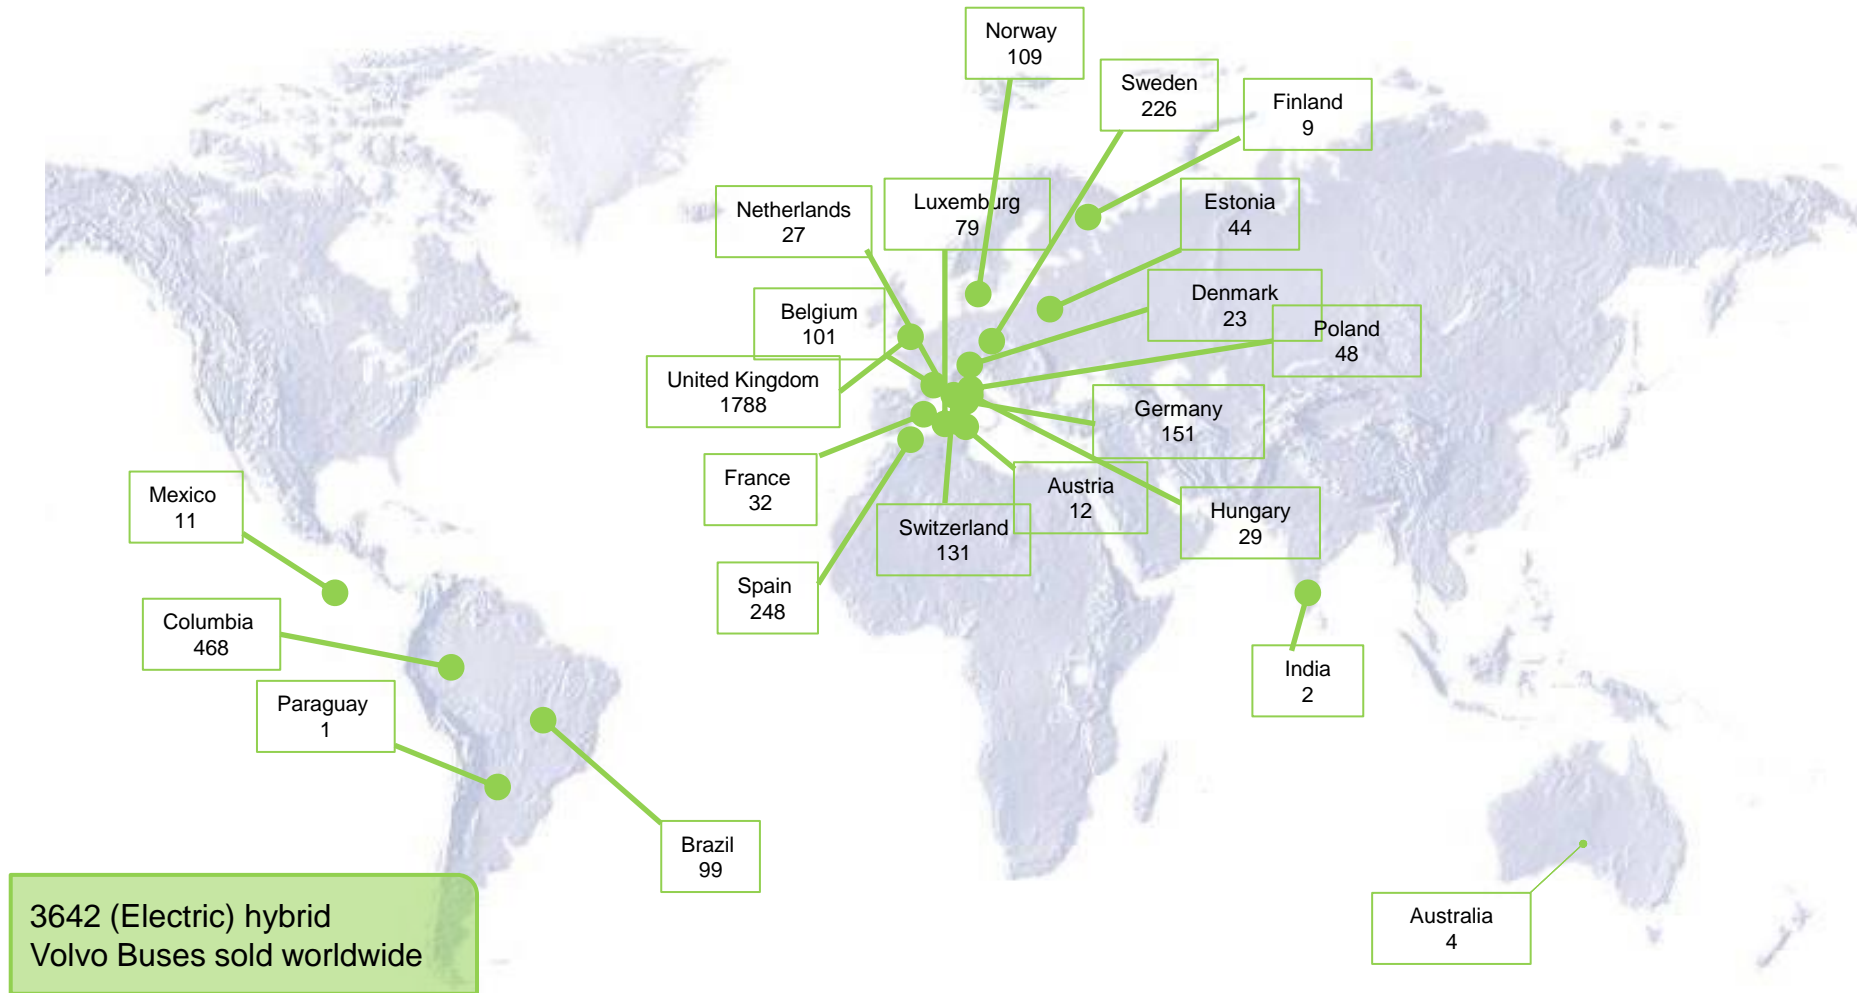 Norway
109
Sweden
226
Finland
9
Netherlands
27
Luxemburg
79
Estonia
44
Belgium
101
Denmark
23
Poland
48
United Kingdom
1788
Germany
151
France
32
Austria
12
Hungary
29
Switzerland
131
Spain
248
Mexico
11
Columbia
468
Paraguay
1
Brazil
99
India
2
Australia
4
3642 (Electric) hybrid
Volvo Buses sold worldwide